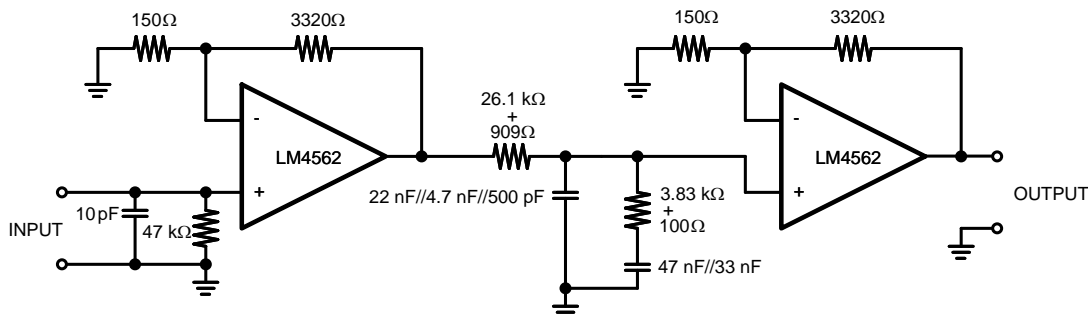 150Ω
3320Ω
150Ω
3320Ω
26.1 kΩ
+
909Ω
-
LM4562
+
-
LM4562
+
22 nF//4.7 nF//500 pF
3.83 kΩ
+
100Ω
47 nF//33 nF
INPUT
10 pF
47 kΩ
OUTPUT